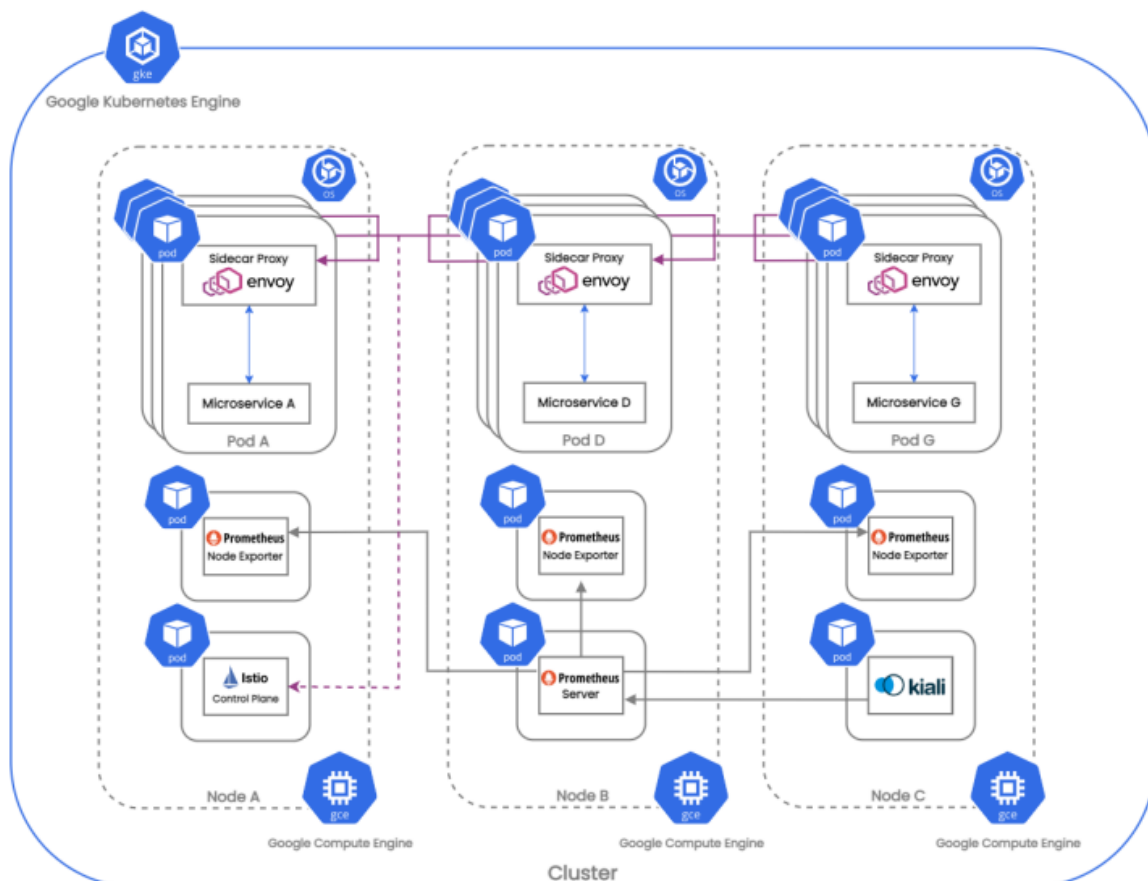 gke
Google Kubernetes Engine
os
os
os
pod
Sidecar Proxy
envoy
Microservice A
Pod A
pod
Sidecar Proxy
envoy
Microservice D
Pod D
pod
Sidecar Proxy
envoy
Microservice G
Pod G
pod
Prometheus
Node Exporter
pod
Prometheus
Node Exporter
pod
Prometheus
Node Exporter
pod
Istio
Control Plane
pod
Prometheus
Server
pod
kiali
Node A
gce
Google Compute Engine
Node B
gce
Google Compute Engine
Node C
gce
Google Compute Engine
Cluster